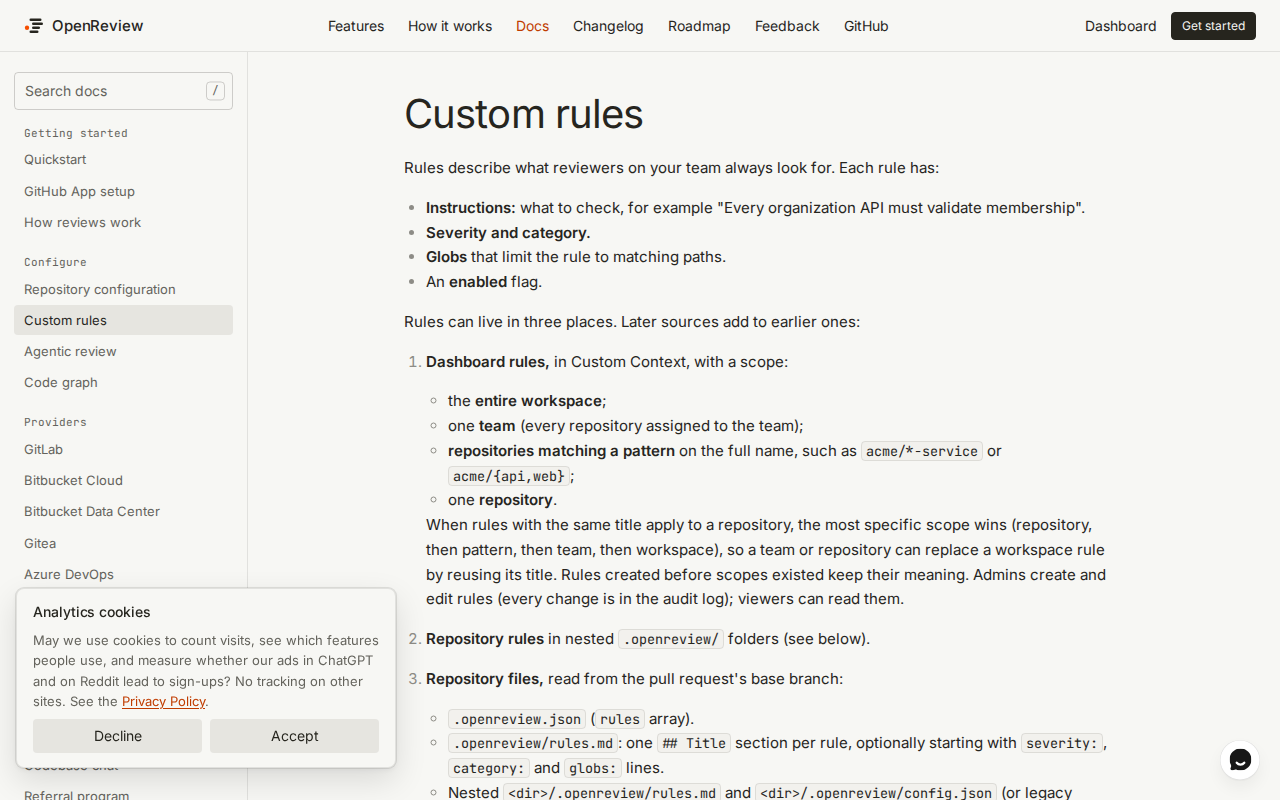 OpenReview
Features
How it works
Docs
Changelog
Roadmap
Feedback
GitHub
Dashboard
Get started
Search docs
/
Getting started
Quickstart
GitHub App setup
How reviews work
Configure
Repository configuration
Custom rules
Agentic review
Code graph
Providers
GitLab
Bitbucket Cloud
Bitbucket Data Center
Gitea
Azure DevOps
Analytics cookies
May we use cookies to count visits, see which features
people use, and measure whether our ads in ChatGPT
and on Reddit lead to sign-ups? No tracking on other
sites. See the Privacy Policy.
Decline
Accept
Referral program
Custom rules
Rules describe what reviewers on your team always look for. Each rule has:
Instructions: what to check, for example "Every organization API must validate membership".
Severity and category.
Globs that limit the rule to matching paths.
An enabled flag.
Rules can live in three places. Later sources add to earlier ones:
1. Dashboard rules, in Custom Context, with a scope:
the entire workspace;
one team (every repository assigned to the team);
repositories matching a pattern on the full name, such as acme/*-service or
acme/{api,web};
one repository.
When rules with the same title apply to a repository, the most specific scope wins (repository,
then pattern, then team, then workspace), so a team or repository can replace a workspace rule
by reusing its title. Rules created before scopes existed keep their meaning. Admins create and
edit rules (every change is in the audit log); viewers can read them.
2. Repository rules in nested .openreview/ folders (see below).
3. Repository files, read from the pull request's base branch:
.openreview.json (rules array).
.openreview/rules.md: one ## Title section per rule, optionally starting with severity:,
category: and globs: lines.
Nested <dir>/.openreview/rules.md and <dir>/.openreview/config.json (or legacy